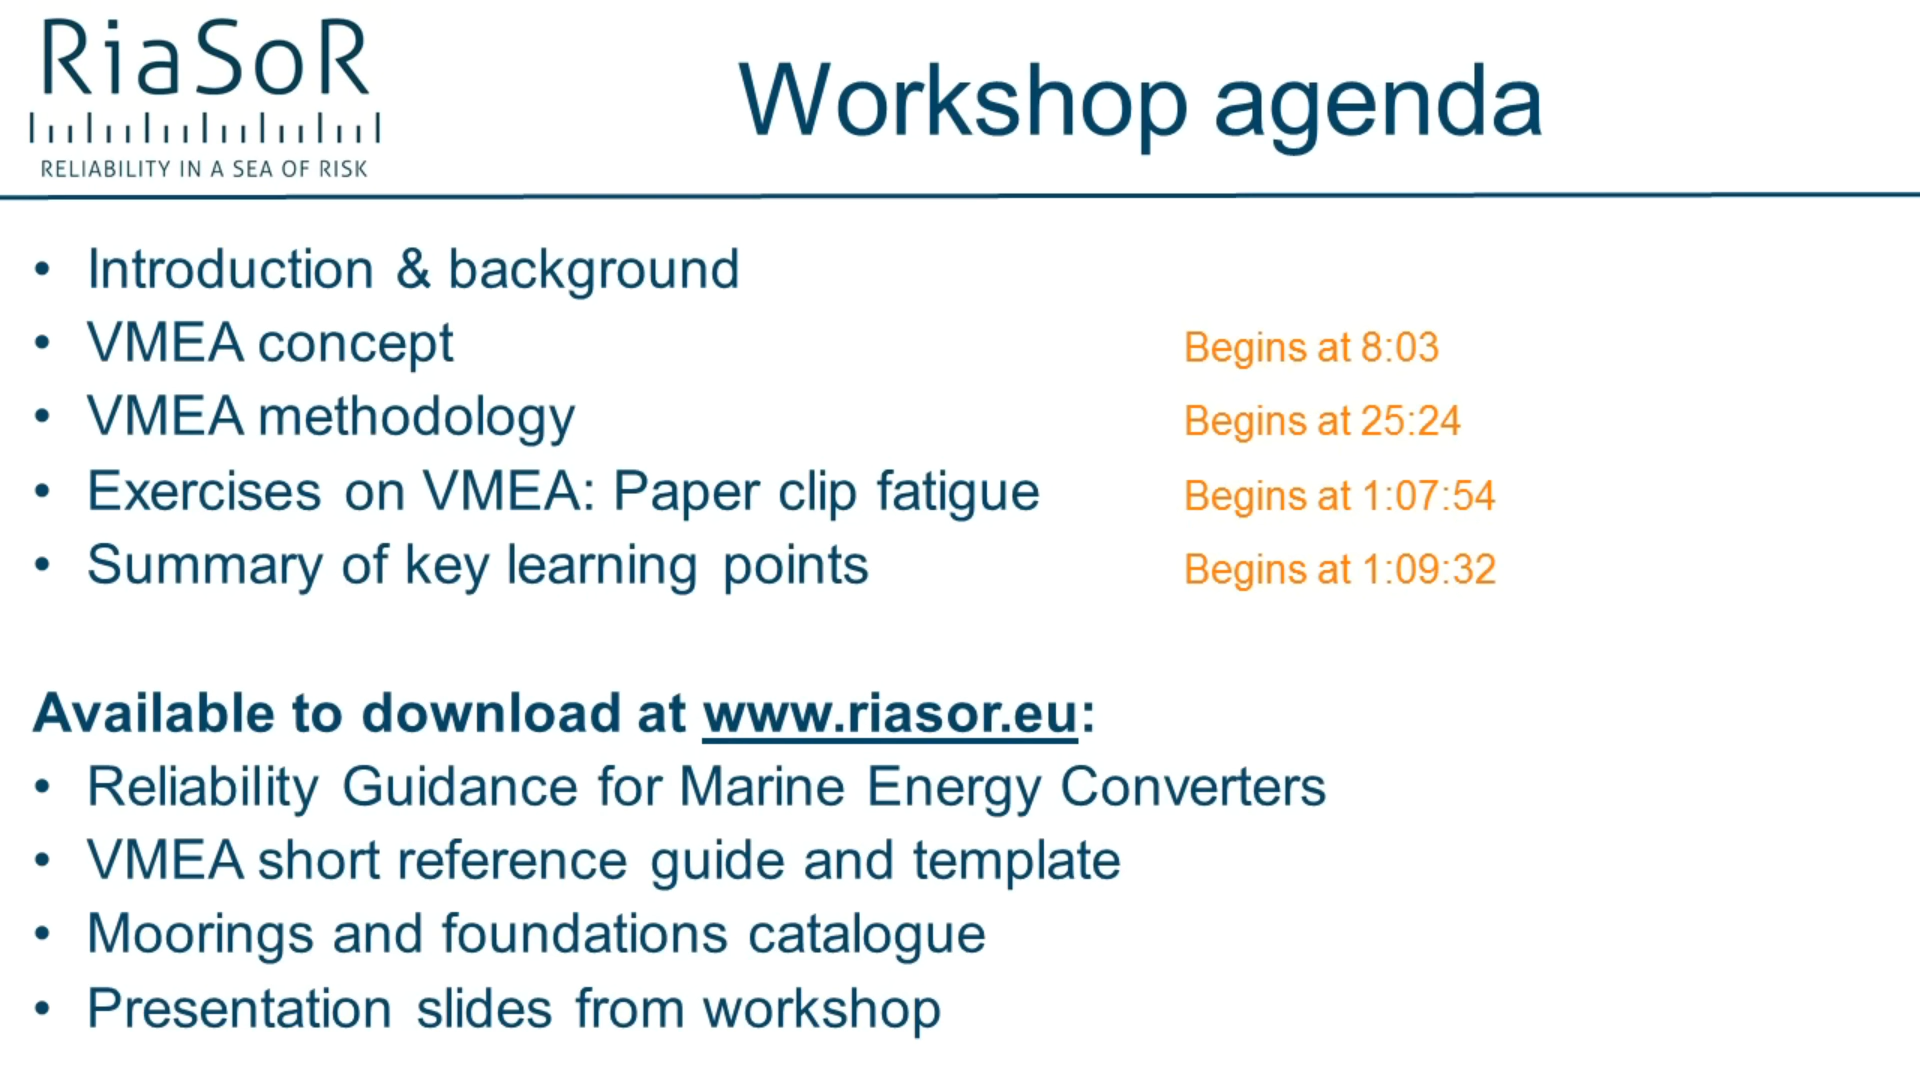 RiaSoR
RELIABILITY IN A SEA OF RISK
Workshop agenda
• Introduction & background
• VMEA concept Begins at 8:03
• VMEA methodology Begins at 25:24
• Exercises on VMEA: Paper clip fatigue Begins at 1:07:54
• Summary of key learning points Begins at 1:09:32
Available to download at www.riasor.eu:
• Reliability Guidance for Marine Energy Converters
• VMEA short reference guide and template
• Moorings and foundations catalogue
• Presentation slides from workshop